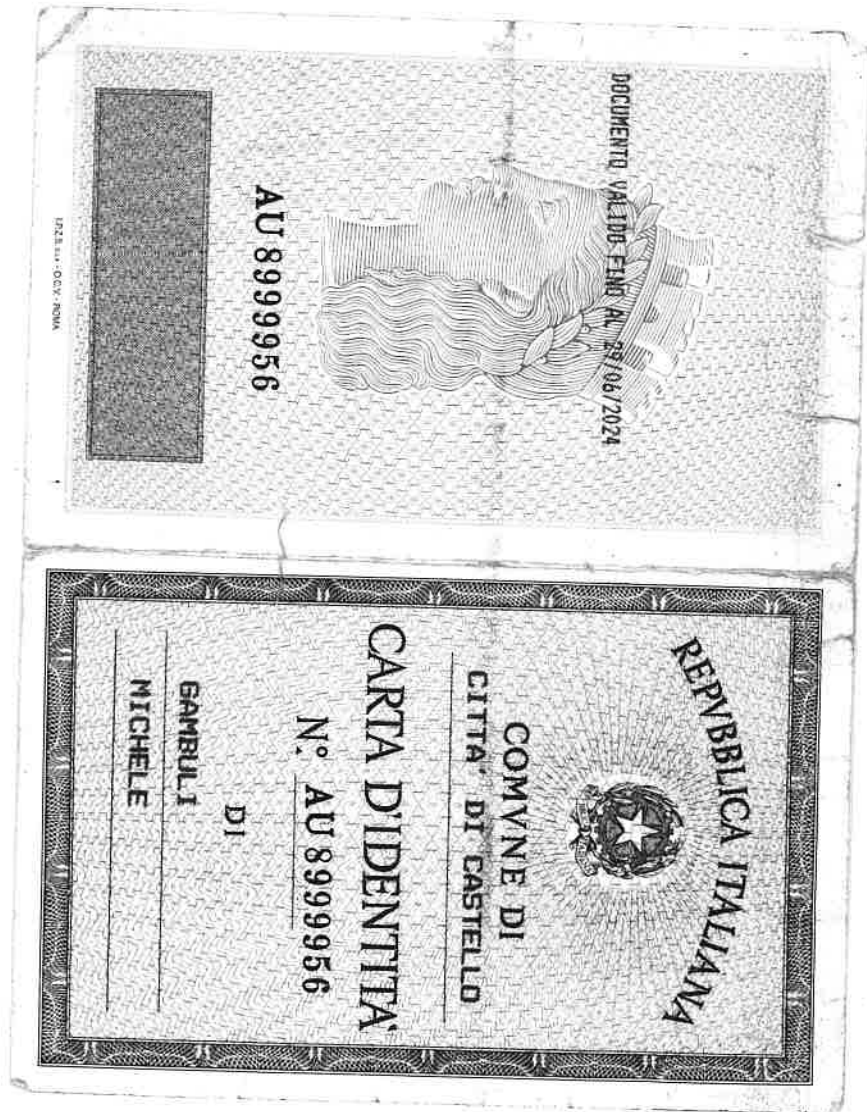 DOCUMENTO VALIDO FINO AL 29/06/2024
AU 8999956
I.P.Z.S. S.p.A. - O.C.V. - ROMA
REPVBBLICA ITALIANA
COMVNE DI
CITTA' DI CASTELLO
CARTA D'IDENTITA'
N.° AU 8999956
DI
GAMBULI
MICHELE